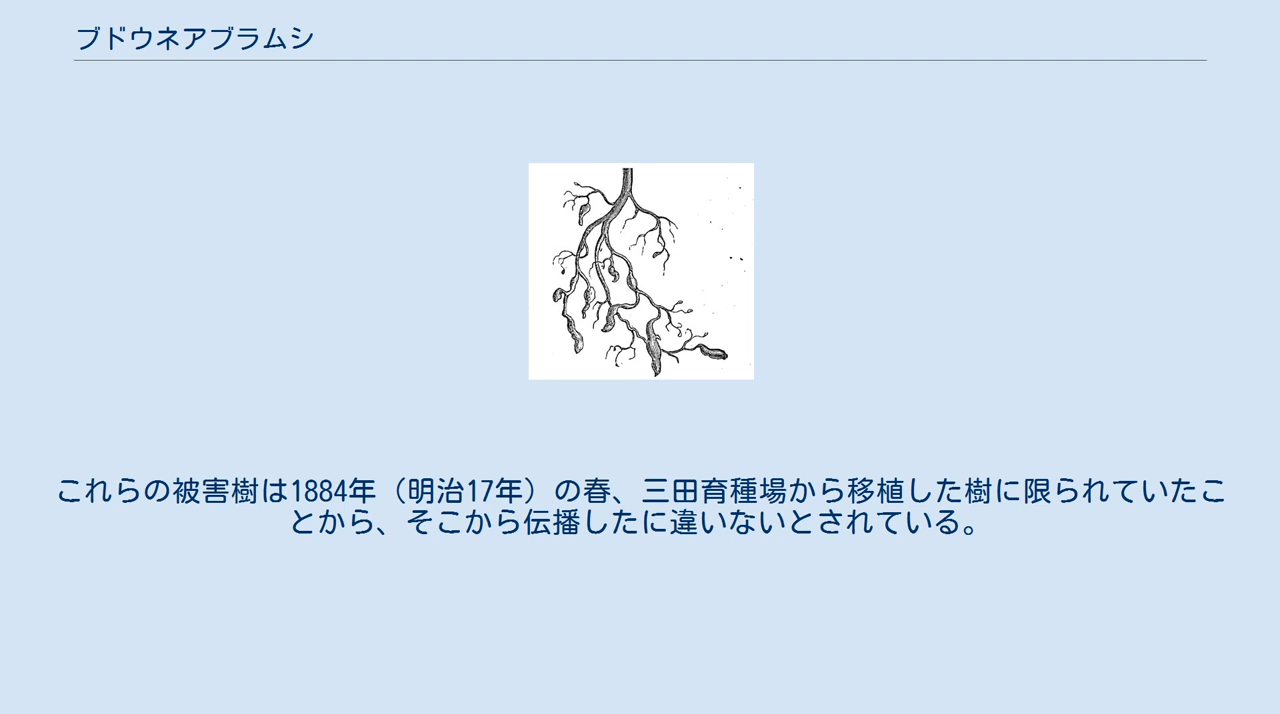 ブドウネアブラムシ
これらの被害樹は1884年（明治17年）の春、三田育種場から移植した樹に限られていたこ
とから、そこから伝播したに違いないとされている。